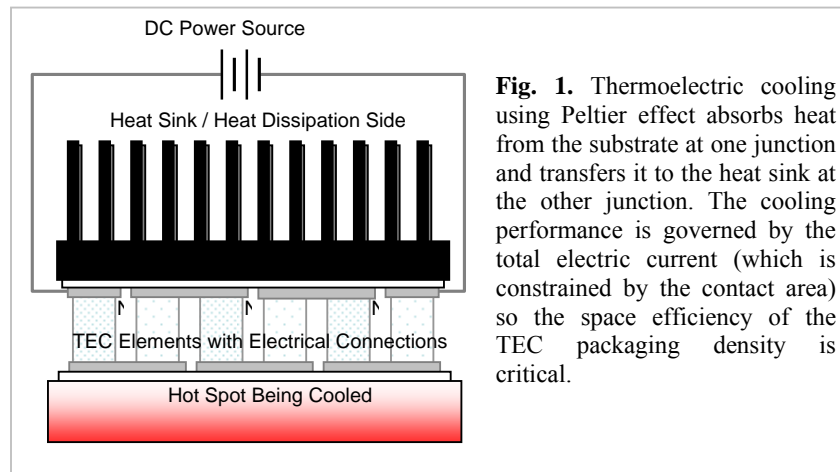 DC Power Source
Heat Sink / Heat Dissipation Side
TEC Elements with Electrical Connections
Hot Spot Being Cooled
Fig. 1. Thermoelectric cooling
using Peltier effect absorbs heat
from the substrate at one junction
and transfers it to the heat sink at
the other junction. The cooling
performance is governed by the
total electric current (which is
constrained by the contact area)
so the space efficiency of the
TEC packaging density is
critical.